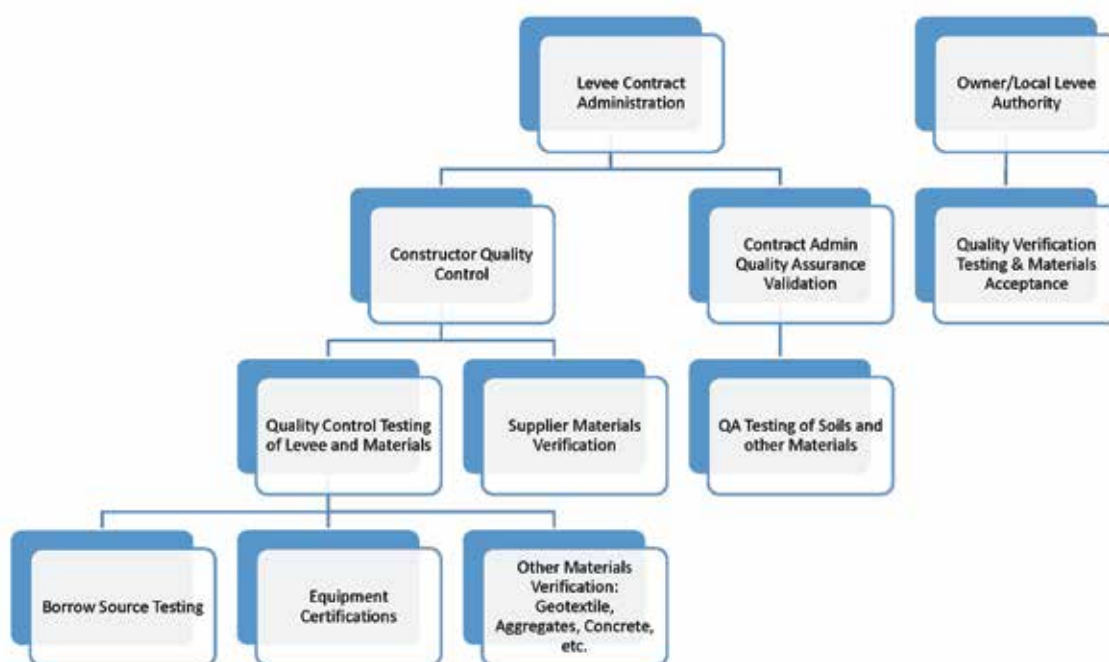 Levee Contract
Administration
Owner/Local Levee
Authority
Constructor Quality
Control
Contract Admin
Quality Assurance
Validation
Quality Verification
Testing & Materials
Acceptance
Quality Control Testing
of Levee and Materials
Supplier Materials
Verification
QA Testing of Soils and
other Materials
Borrow Source Testing
Equipment
Certifications
Other Materials
Verification:
Geotextile,
Aggregates, Concrete,
etc.